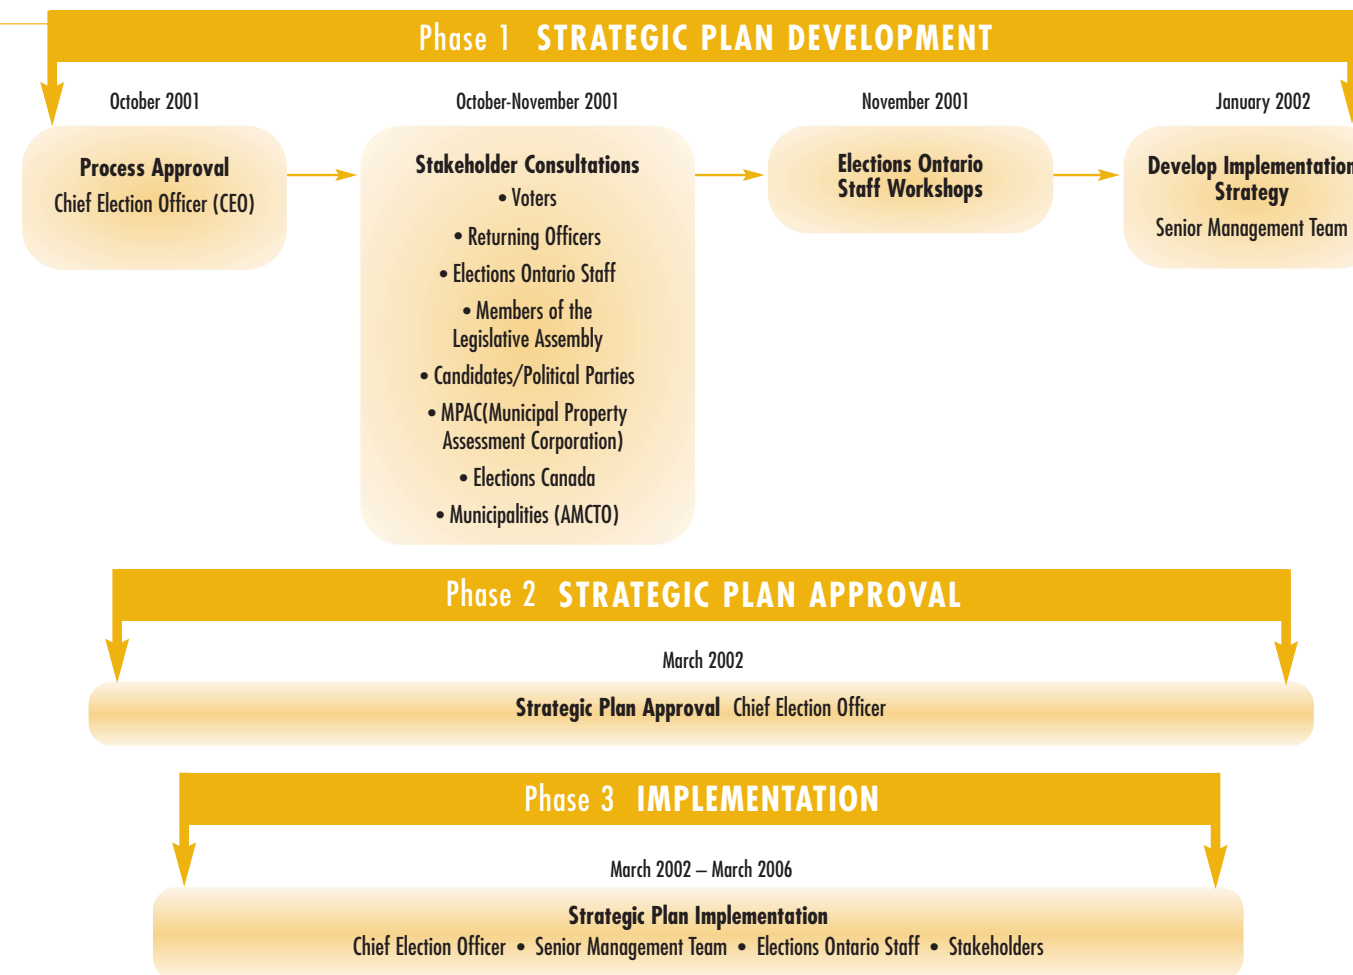 Phase 1 STRATEGIC PLAN DEVELOPMENT
October 2001
Process Approval
Chief Election Officer (CEO)
October-November 2001
Stakeholder Consultations
• Voters
• Returning Officers
• Elections Ontario Staff
• Members of the
Legislative Assembly
• Candidates/Political Parties
• MPAC(Municipal Property
Assessment Corporation)
• Elections Canada
• Municipalities (AMCTO)
November 2001
Elections Ontario
Staff Workshops
January 2002
Develop Implementation
Strategy
Senior Management Team
Phase 2 STRATEGIC PLAN APPROVAL
March 2002
Strategic Plan Approval Chief Election Officer
Phase 3 IMPLEMENTATION
March 2002 – March 2006
Strategic Plan Implementation
Chief Election Officer • Senior Management Team • Elections Ontario Staff • Stakeholders